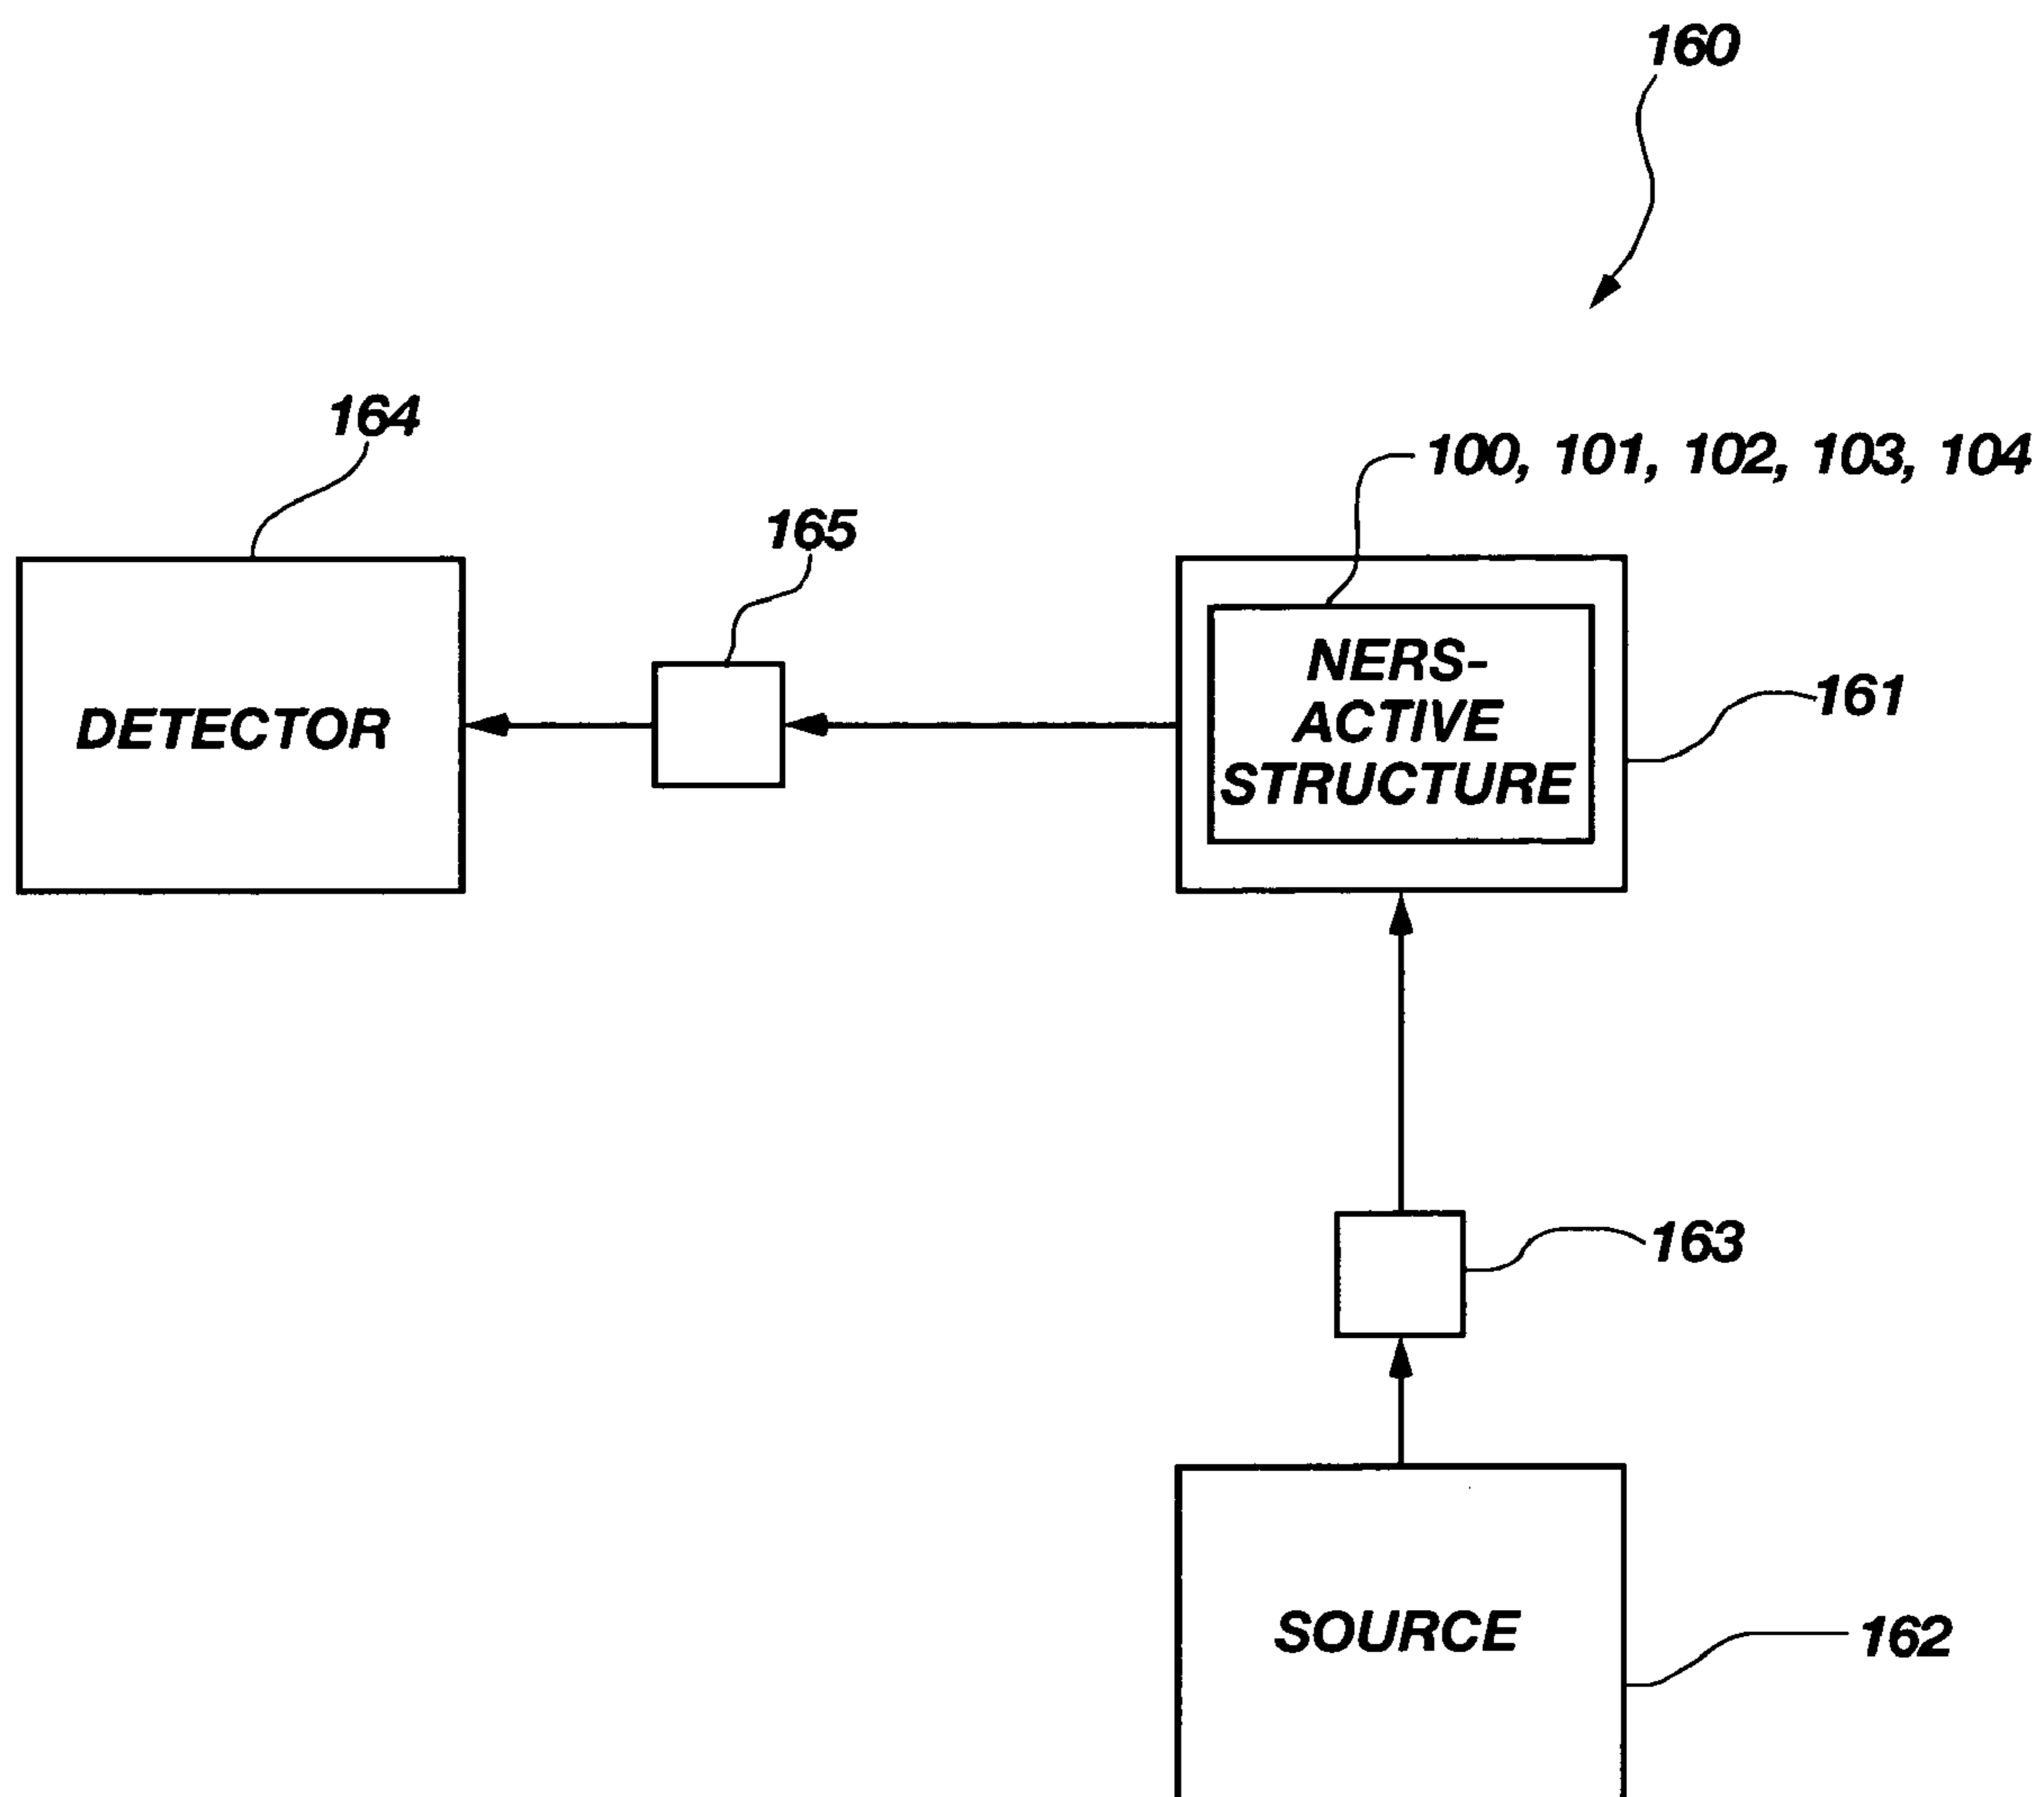 160
164
100, 101, 102, 103, 104
165
NERS-
ACTIVE
STRUCTURE
161
DETECTOR
163
SOURCE
162